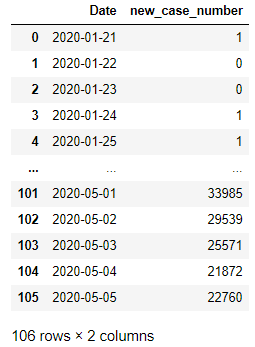 Date new_case_number
0 2020-01-21 1
1 2020-01-22 0
2 2020-01-23 0
3 2020-01-24 1
4 2020-01-25 1
... ... ...
101 2020-05-01 33985
102 2020-05-02 29539
103 2020-05-03 25571
104 2020-05-04 21872
105 2020-05-05 22760
106 rows × 2 columns